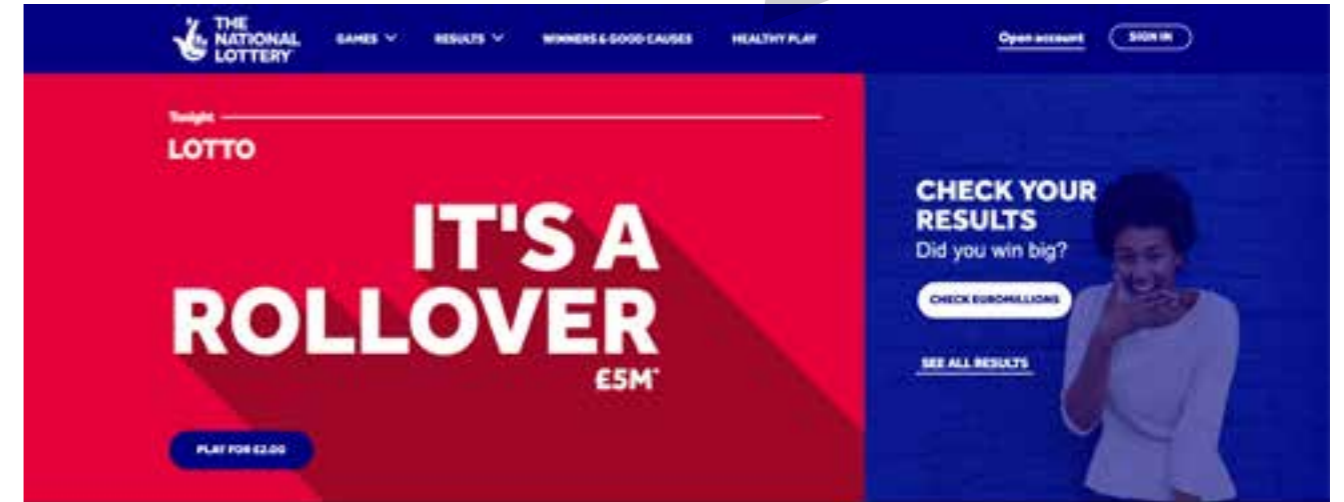 THE
NATIONAL
LOTTERY
GAMES
RESULTS
WINNERS & GOOD CAUSES
HEALTHY PLAY
Open account
SIGN IN
Tonight
LOTTO
IT'S A
ROLLOVER
£5M*
PLAY FOR £2.00
CHECK YOUR
RESULTS
Did you win big?
CHECK EUROMILLIONS
SEE ALL RESULTS